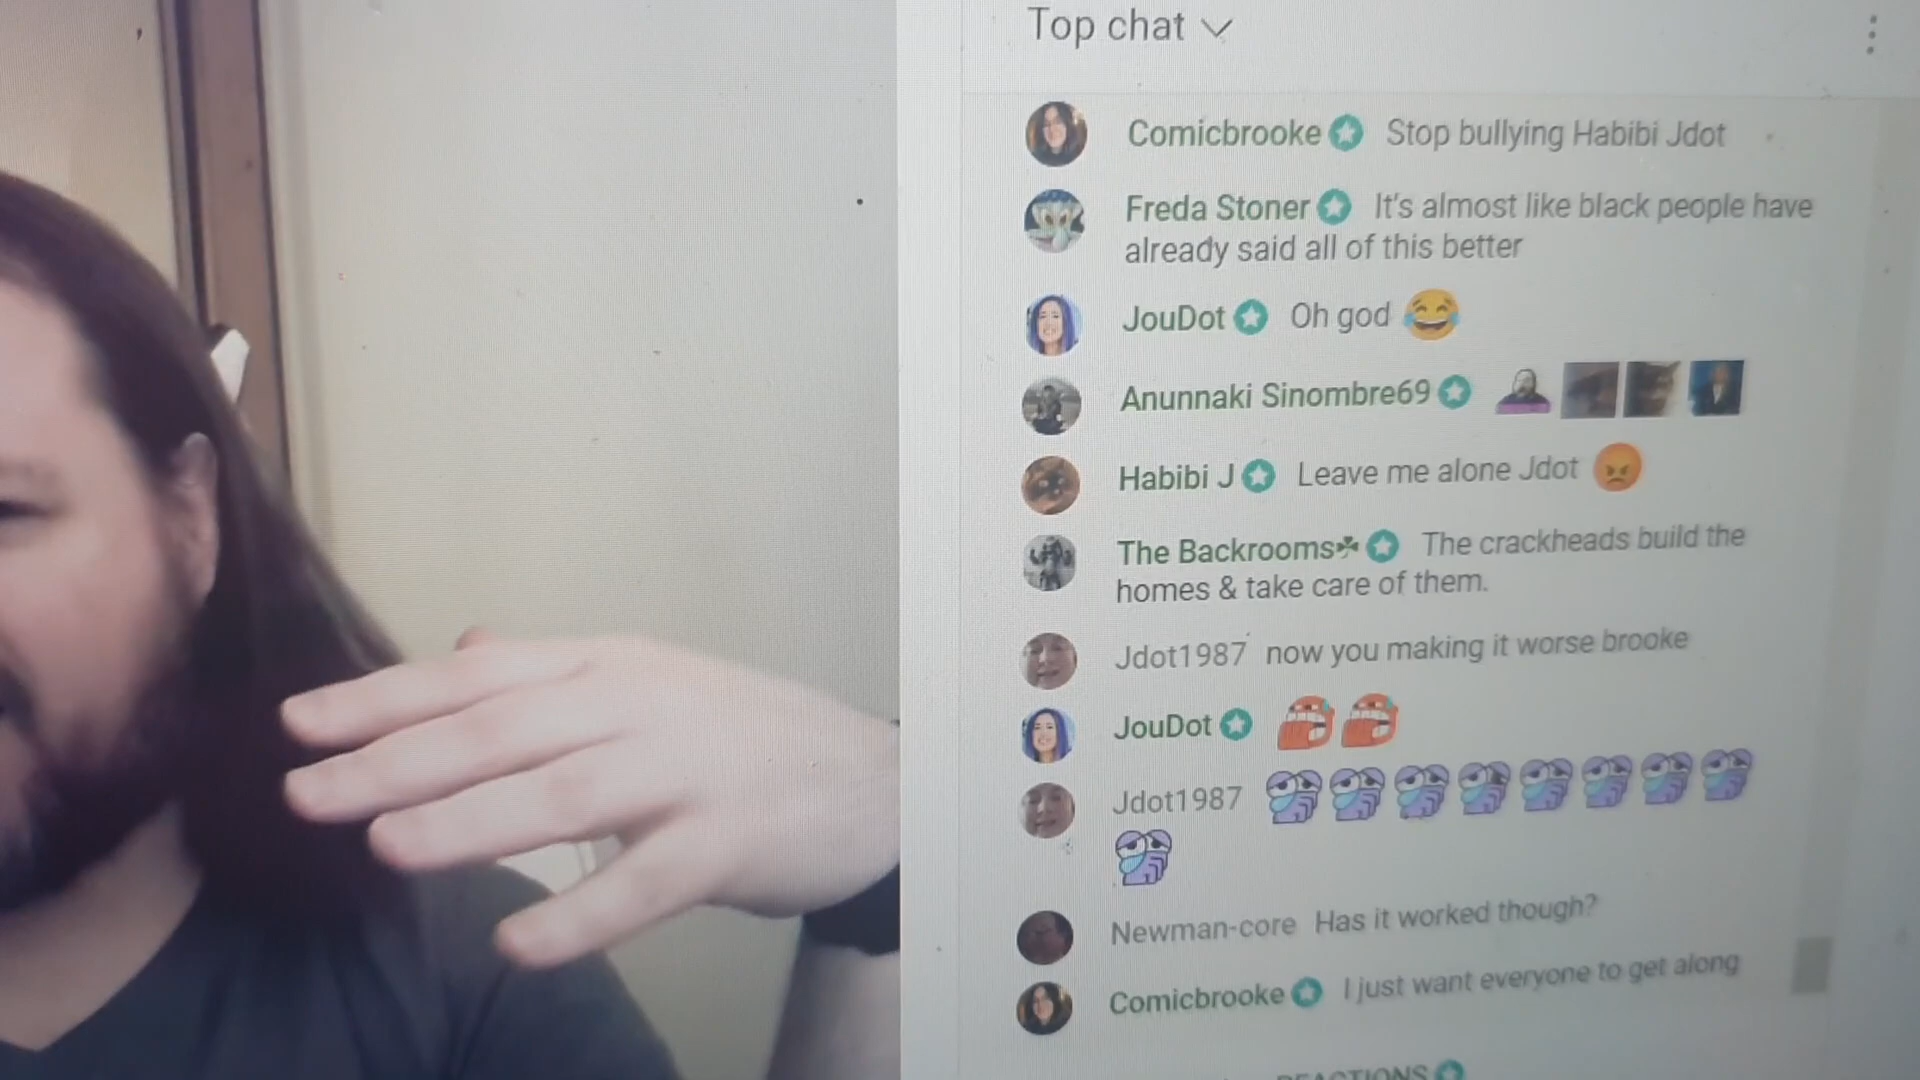 Top chat
Comicbrooke Stop bullying Habibi Jdot
Freda Stoner It's almost like black people have
already said all of this better
JouDot Oh god 😂
Anunnaki Sinombre69
Habibi J Leave me alone Jdot 😡
The Backrooms☘ The crackheads build the
homes & take care of them.
Jdot1987 now you making it worse brooke
JouDot
Jdot1987
Newman-core Has it worked though?
Comicbrooke I just want everyone to get along
REACTIONS